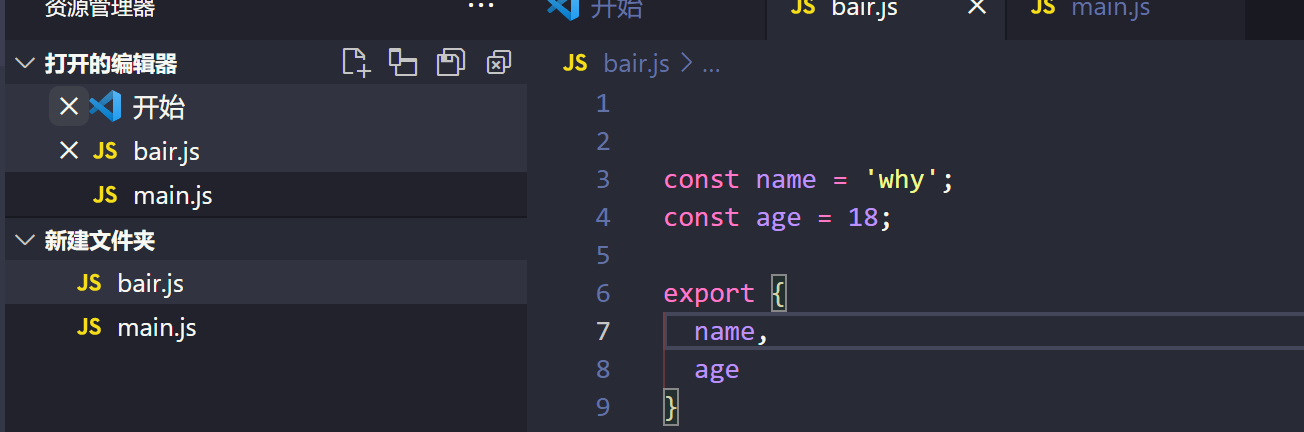 资源管理器
打开的编辑器
开始
JS bair.js
JS main.js
新建文件夹
JS bair.js
JS main.js
开始 JS bair.js JS main.js
JS bair.js > ...
1
2
3 const name = 'why';
4 const age = 18;
5
6 export {
7 name,
8 age
9 }